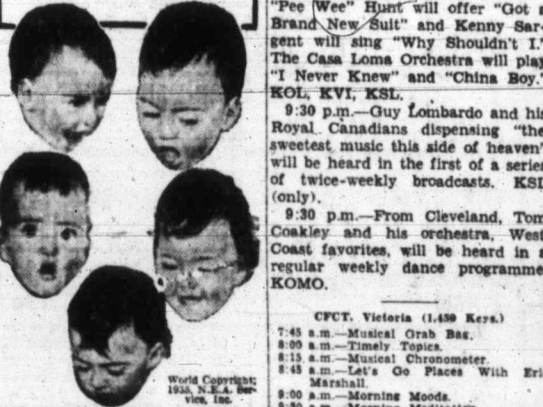 World Copyright;
1935, N.E.A. Ser-
vice, Inc.
"Pee Wee" Hunt will offer "Got a
Brand New Suit" and Kenny Sar-
gent will sing "Why Shouldn't I."
The Casa Loma Orchestra will play
"I Never Knew" and "China Boy."
KOL, KVI, KSL.
9:30 p.m.—Guy Lombardo and his
Royal Canadians dispensing "the
sweetest music this side of heaven"
will be heard in the first of a series
of twice-weekly broadcasts. KSL
(only).
9:30 p.m.—From Cleveland, Tom
Coakley and his orchestra, West
Coast favorites, will be heard in a
regular weekly dance programme
KOMO.
CFCT, Victoria (1,450 Kcys.)
7:45 a.m.—Musical Grab Bag.
8:00 a.m.—Timely Topics.
8:15 a.m.—Musical Chronometer.
8:45 a.m.—Let's Go Places With Eric
Marshall.
9:00 a.m.—Morning Moods.